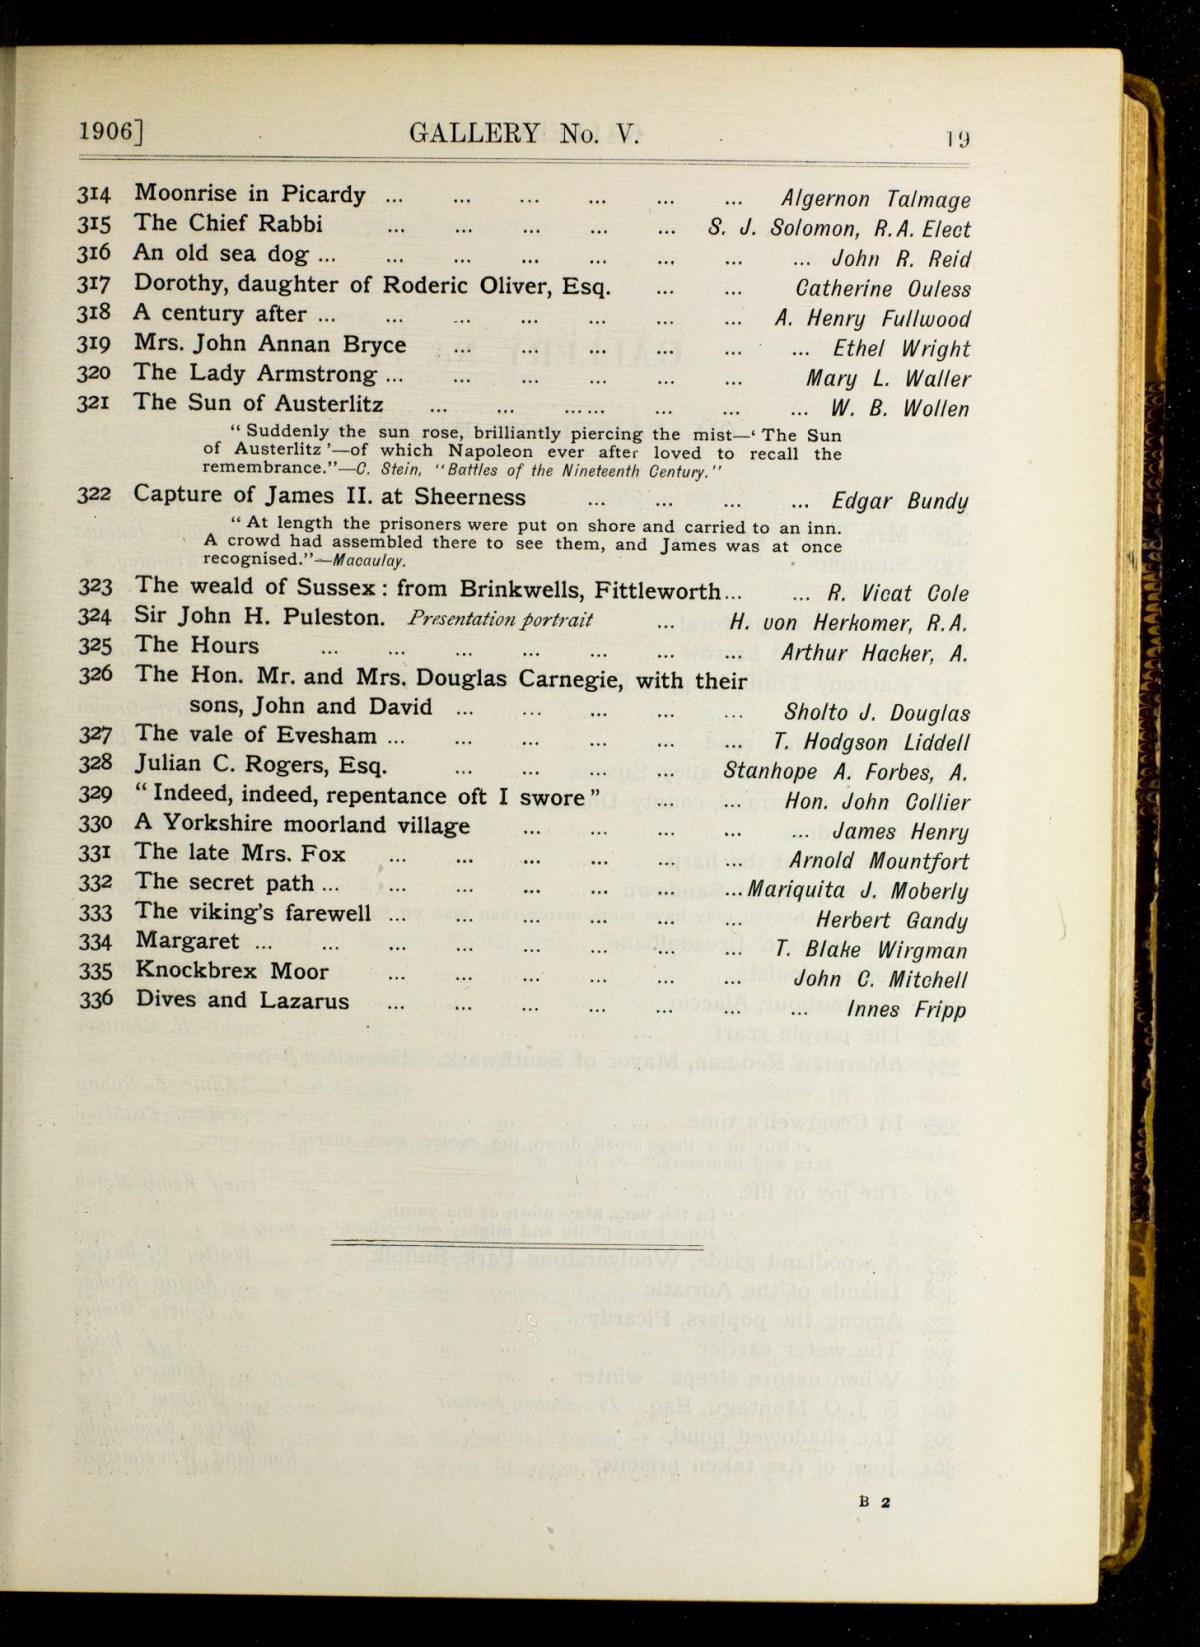 1906] GALLERY No. V. 19
314 Moonrise in Picardy ... ... ... ... ... ... Algernon Talmage
315 The Chief Rabbi ... ... ... ... ... S. J. Solomon, R.A. Elect
316 An old sea dog ... ... ... ... ... ... ... ... John R. Reid
317 Dorothy, daughter of Roderic Oliver, Esq. ... ... Catherine Ouless
318 A century after ... ... ... ... ... ... ... A. Henry Fullwood
319 Mrs. John Annan Bryce ... ... ... ... ... ... Ethel Wright
320 The Lady Armstrong ... ... ... ... ... ... Mary L. Waller
321 The Sun of Austerlitz ... ... ... ... ... ... ... W. B. Wollen
“ Suddenly the sun rose, brilliantly piercing the mist—‘ The Sun
of Austerlitz ’—of which Napoleon ever after loved to recall the
remembrance.”—C. Stein, “Battles of the Nineteenth Century.”
322 Capture of James II. at Sheerness ... ... ... ... Edgar Bundy
“ At length the prisoners were put on shore and carried to an inn.
A crowd had assembled there to see them, and James was at once
recognised.”—Macaulay.
323 The weald of Sussex : from Brinkwells, Fittleworth ... ... R. Vicat Cole
324 Sir John H. Puleston. Presentation portrait ... H. von Herkomer, R.A.
325 The Hours ... ... ... ... ... ... ... Arthur Hacker, A.
326 The Hon. Mr. and Mrs. Douglas Carnegie, with their
sons, John and David ... ... ... ... ... Sholto J. Douglas
327 The vale of Evesham ... ... ... ... ... ... T. Hodgson Liddell
328 Julian C. Rogers, Esq. ... ... ... ... Stanhope A. Forbes, A.
329 “ Indeed, indeed, repentance oft I swore ” ... ... Hon. John Collier
330 A Yorkshire moorland village ... ... ... ... ... James Henry
331 The late Mrs. Fox ... ... ... ... ... ... Arnold Mountfort
332 The secret path ... ... ... ... ... ... ... Mariquita J. Moberly
333 The viking's farewell ... ... ... ... ... ... Herbert Gandy
334 Margaret ... ... ... ... ... ... ... ... T. Blake Wirgman
335 Knockbrex Moor ... ... ... ... ... ... John C. Mitchell
336 Dives and Lazarus ... ... ... ... ... ... ... Innes Fripp
B 2